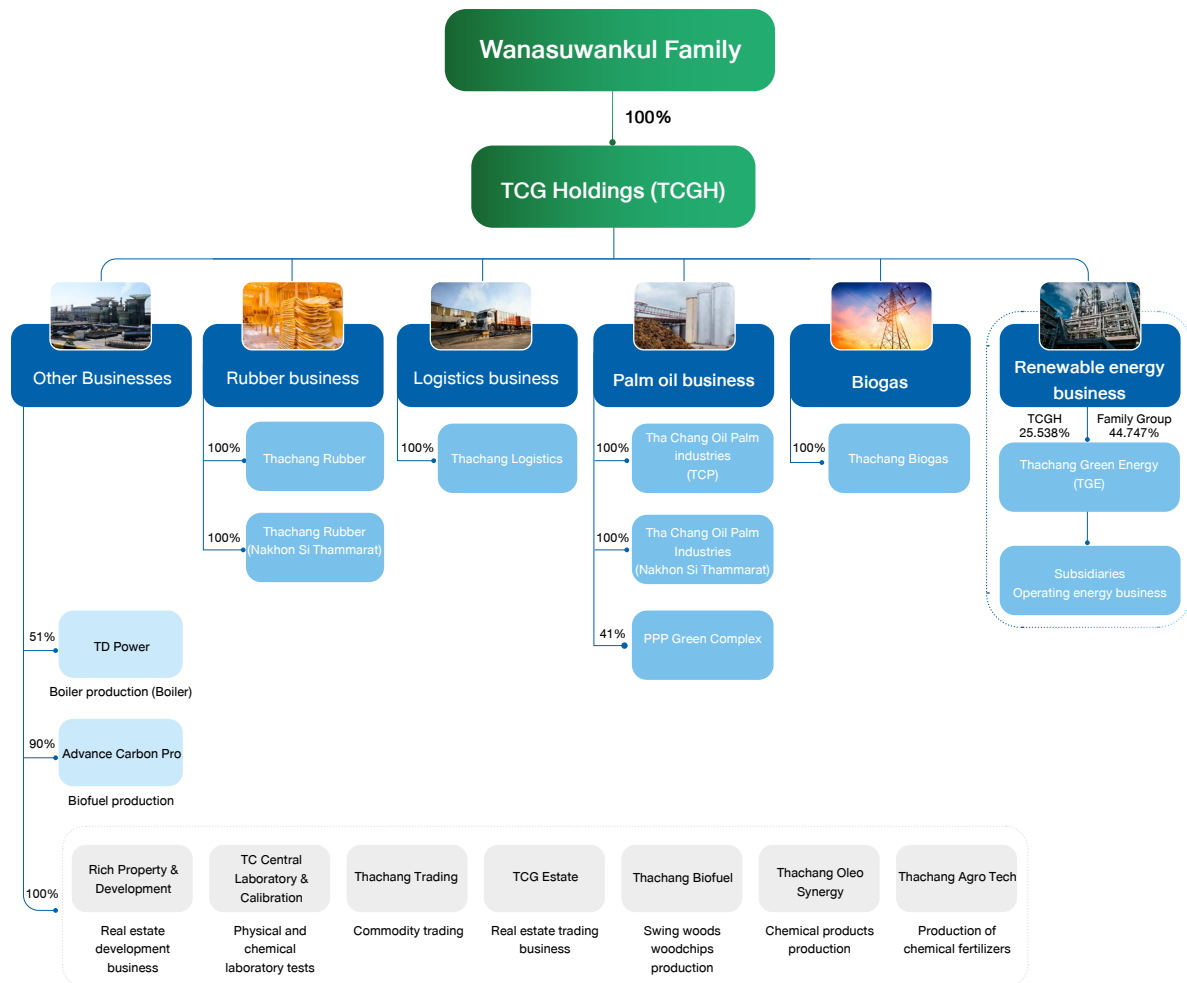 Wanasuwankul Family
100%
TCG Holdings (TCGH)
Other Businesses
Rubber business
Logistics business
Palm oil business
Biogas
Renewable energy
business
100%
Thachang Rubber
100%
Thachang Rubber
(Nakhon Si Thammarat)
100%
Thachang Logistics
100%
Tha Chang Oil Palm
industries
(TCP)
100%
Tha Chang Oil Palm
Industries
(Nakhon Si Thammarat)
41%
PPP Green Complex
100%
Thachang Biogas
TCGH
25.538%
Family Group
44.747%
Thachang Green Energy
(TGE)
Subsidiaries
Operating energy business
51%
TD Power
Boiler production (Boiler)
90%
Advance Carbon Pro
Biofuel production
100%
Rich Property &
Development
Real estate
development
business
TC Central
Laboratory &
Calibration
Physical and
chemical
laboratory tests
Thachang Trading
Commodity trading
TCG Estate
Real estate trading
business
Thachang Biofuel
Swing woods
woodchips
production
Thachang Oleo
Synergy
Chemical products
production
Thachang Agro Tech
Production of
chemical fertilizers